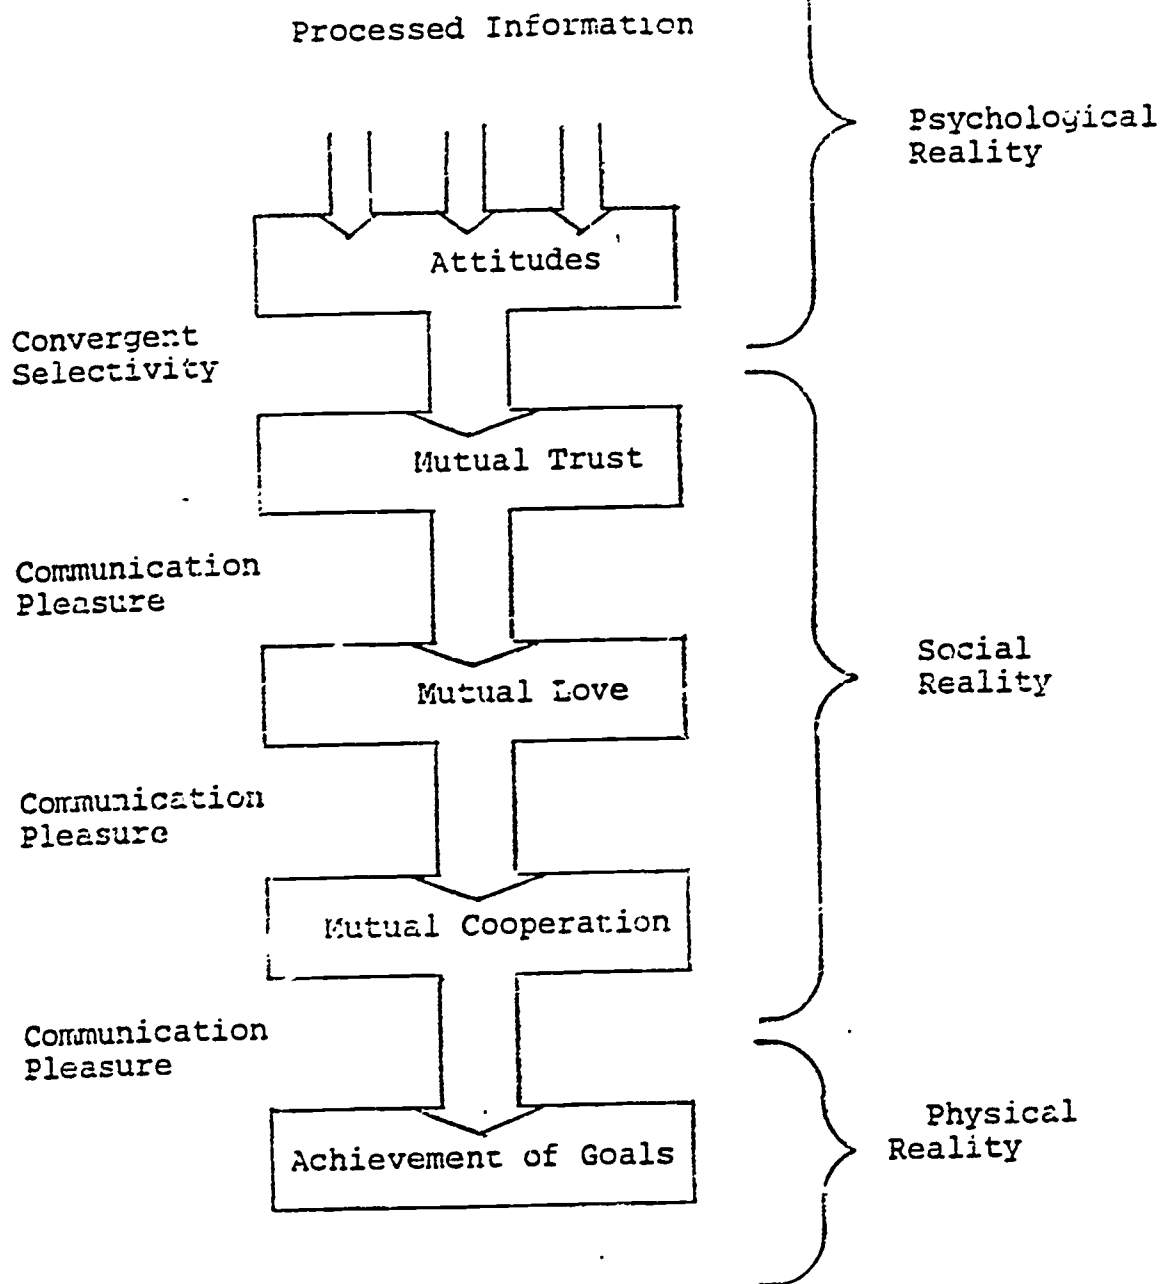 Processed Information
Psychological
Reality
Attitudes
Convergent
Selectivity
Mutual Trust
Communication
Pleasure
Mutual Love
Social
Reality
Communication
Pleasure
Mutual Cooperation
Communication
Pleasure
Physical
Reality
Achievement of Goals